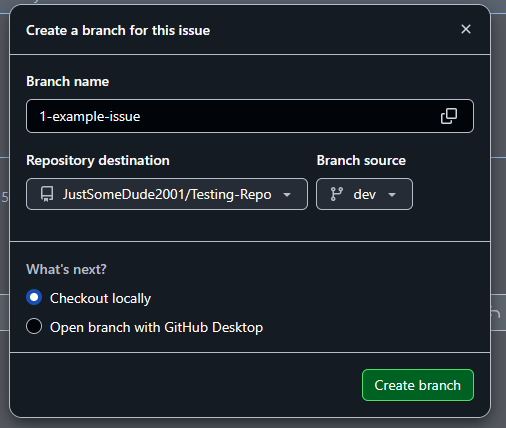 Create a branch for this issue
Branch name
1-example-issue
Repository destination
Branch source
JustSomeDude2001/Testing-Repo
dev
What's next?
Checkout locally
Open branch with GitHub Desktop
Create branch